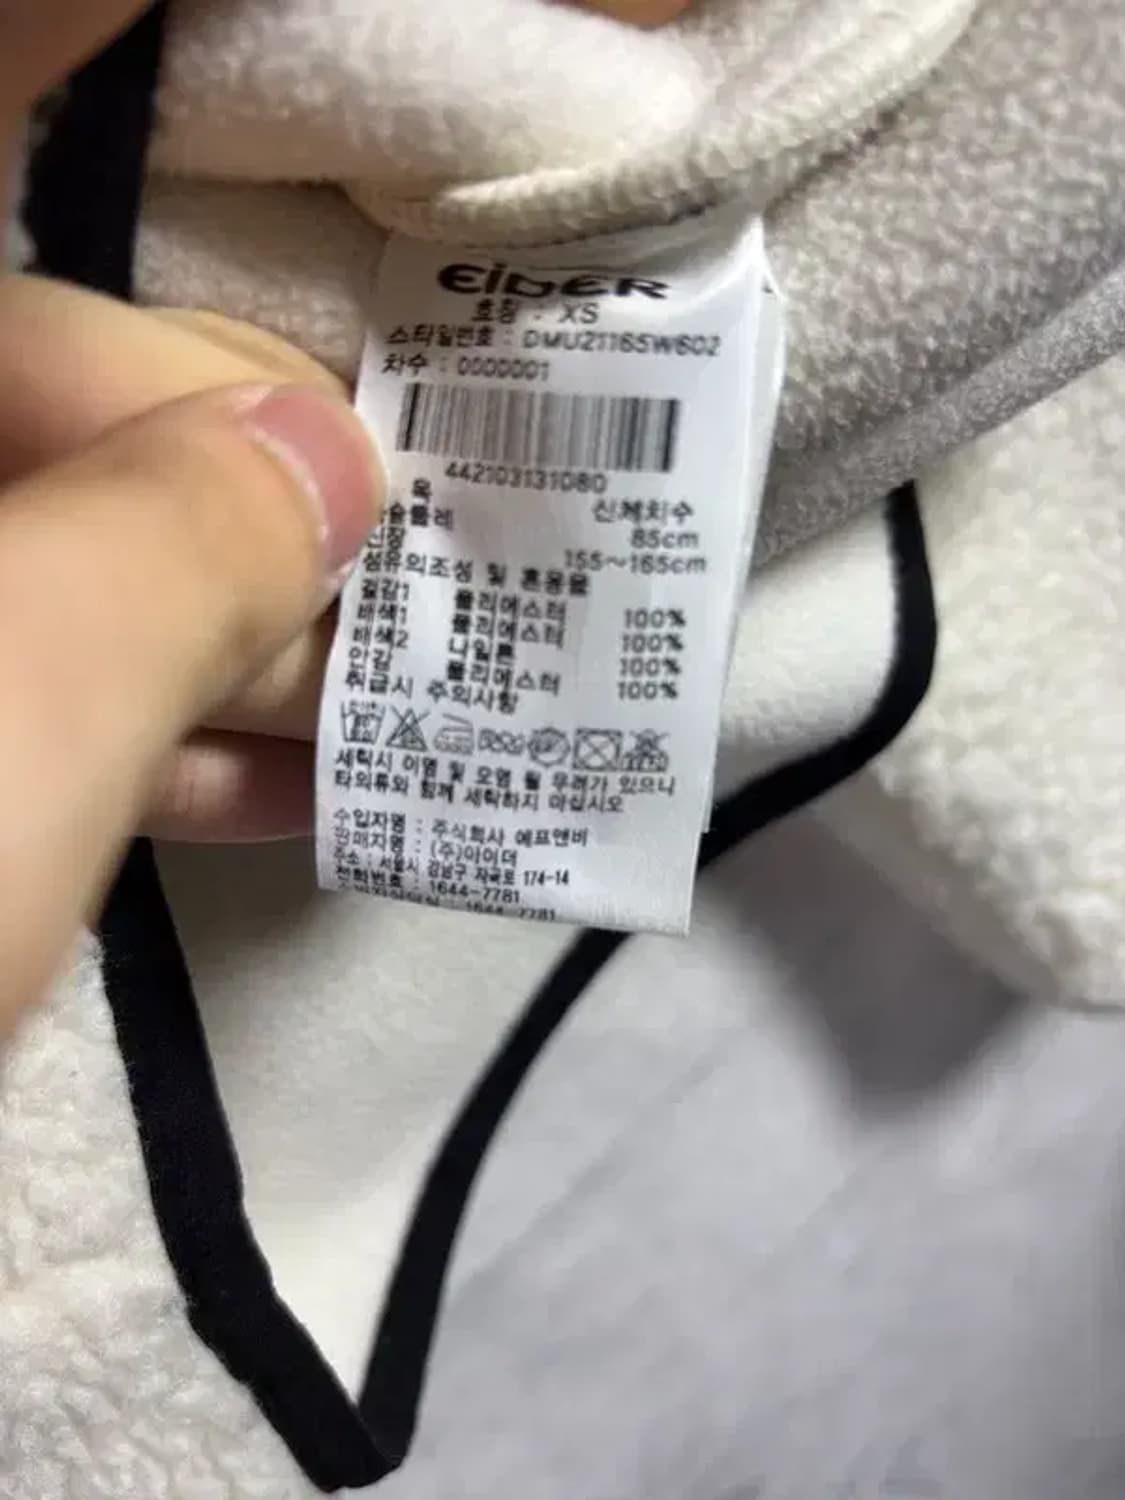 EiDER
호칭 : XS
스타일번호 : DMU21165W602
차수 : 0000001
442103131080
신체치수
85cm
신장 155~165cm
섬유의조성 및 혼용율
겉감1 폴리에스터 100%
배색1 폴리에스터 100%
배색2 나일론 100%
안감 폴리에스터 100%
취급시 주의사항
세탁시 이염 및 오염 될 우려가 있으니
타의류와 함께 세탁하지 마십시오
수입자명 : 주식회사 에프앤비
판매자명 : (주)아이더
주소 : 서울시 강남구 자곡로 174-14
전화번호 : 1644-7781
1644-7781